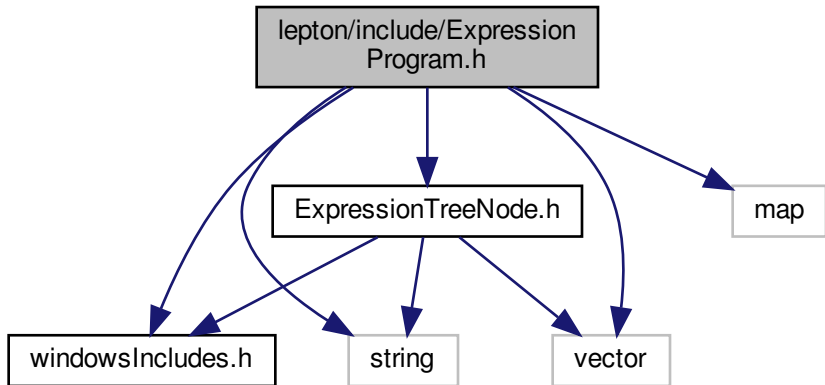 lepton/include/Expression
Program.h
ExpressionTreeNode.h
map
windowsIncludes.h
string
vector